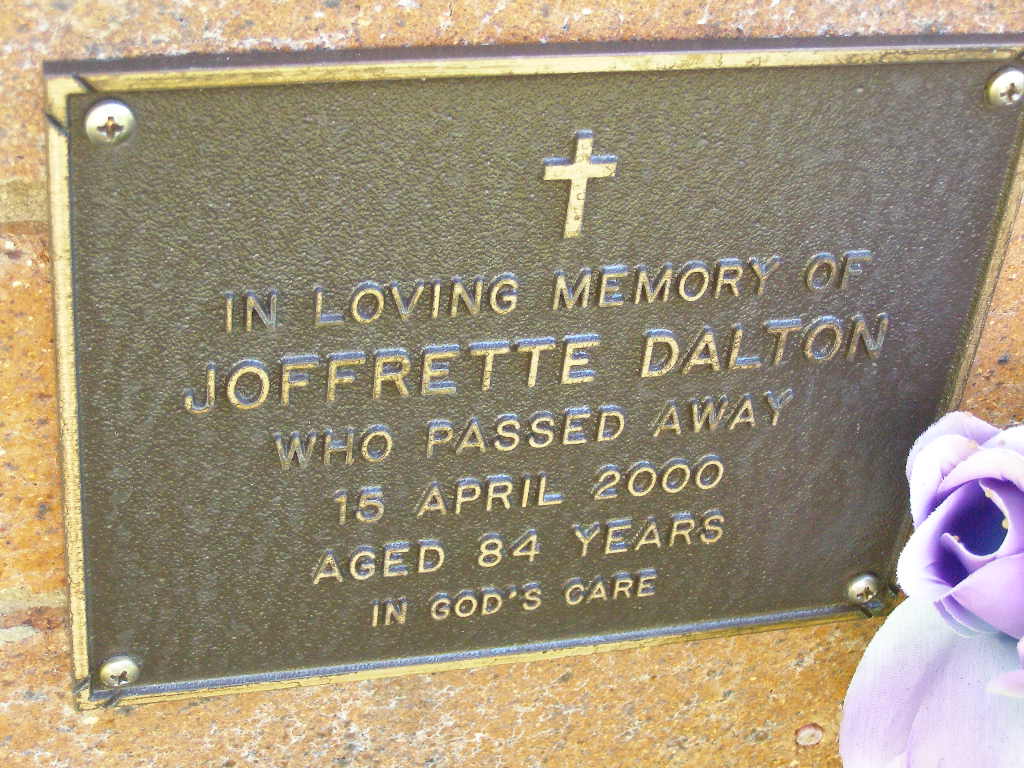 IN LOVING MEMORY OF
JOFFRETTE DALTON
WHO PASSED AWAY
15 APRIL 2000
AGED 84 YEARS
IN GOD'S CARE